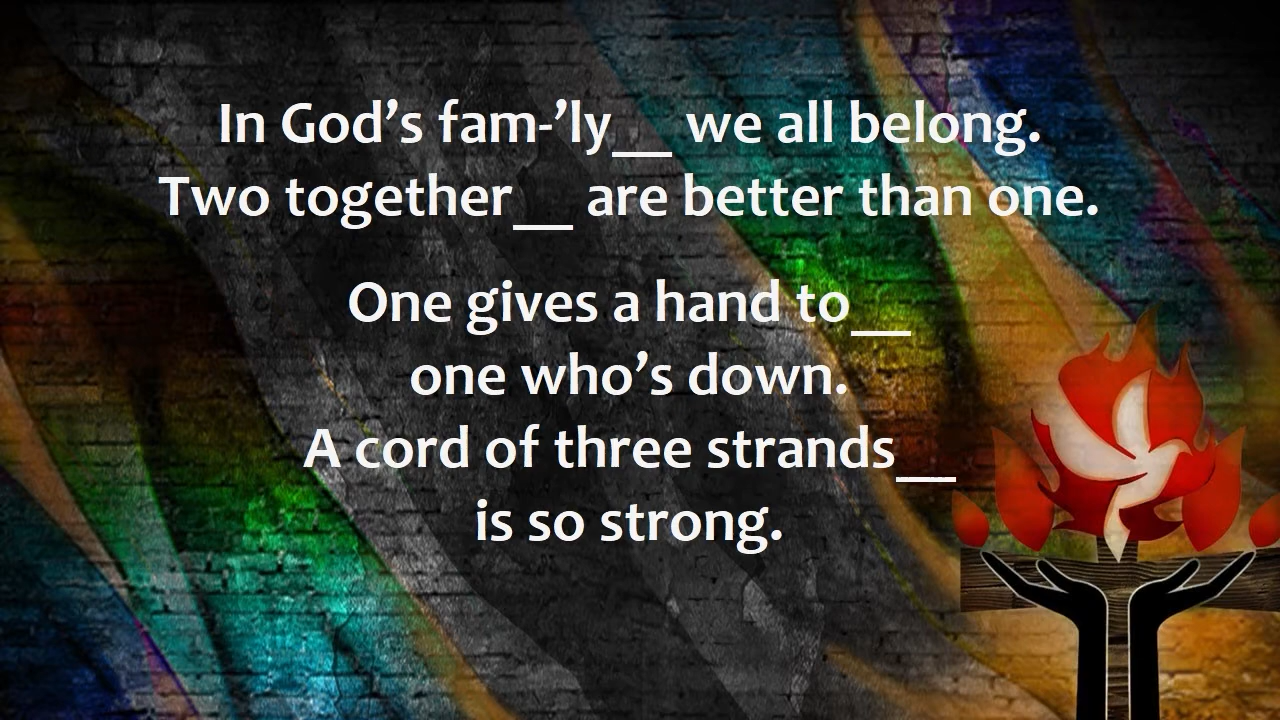 In God’s fam-’ly__ we all belong.
Two together__ are better than one.
One gives a hand to__
one who’s down.
A cord of three strands__
is so strong.